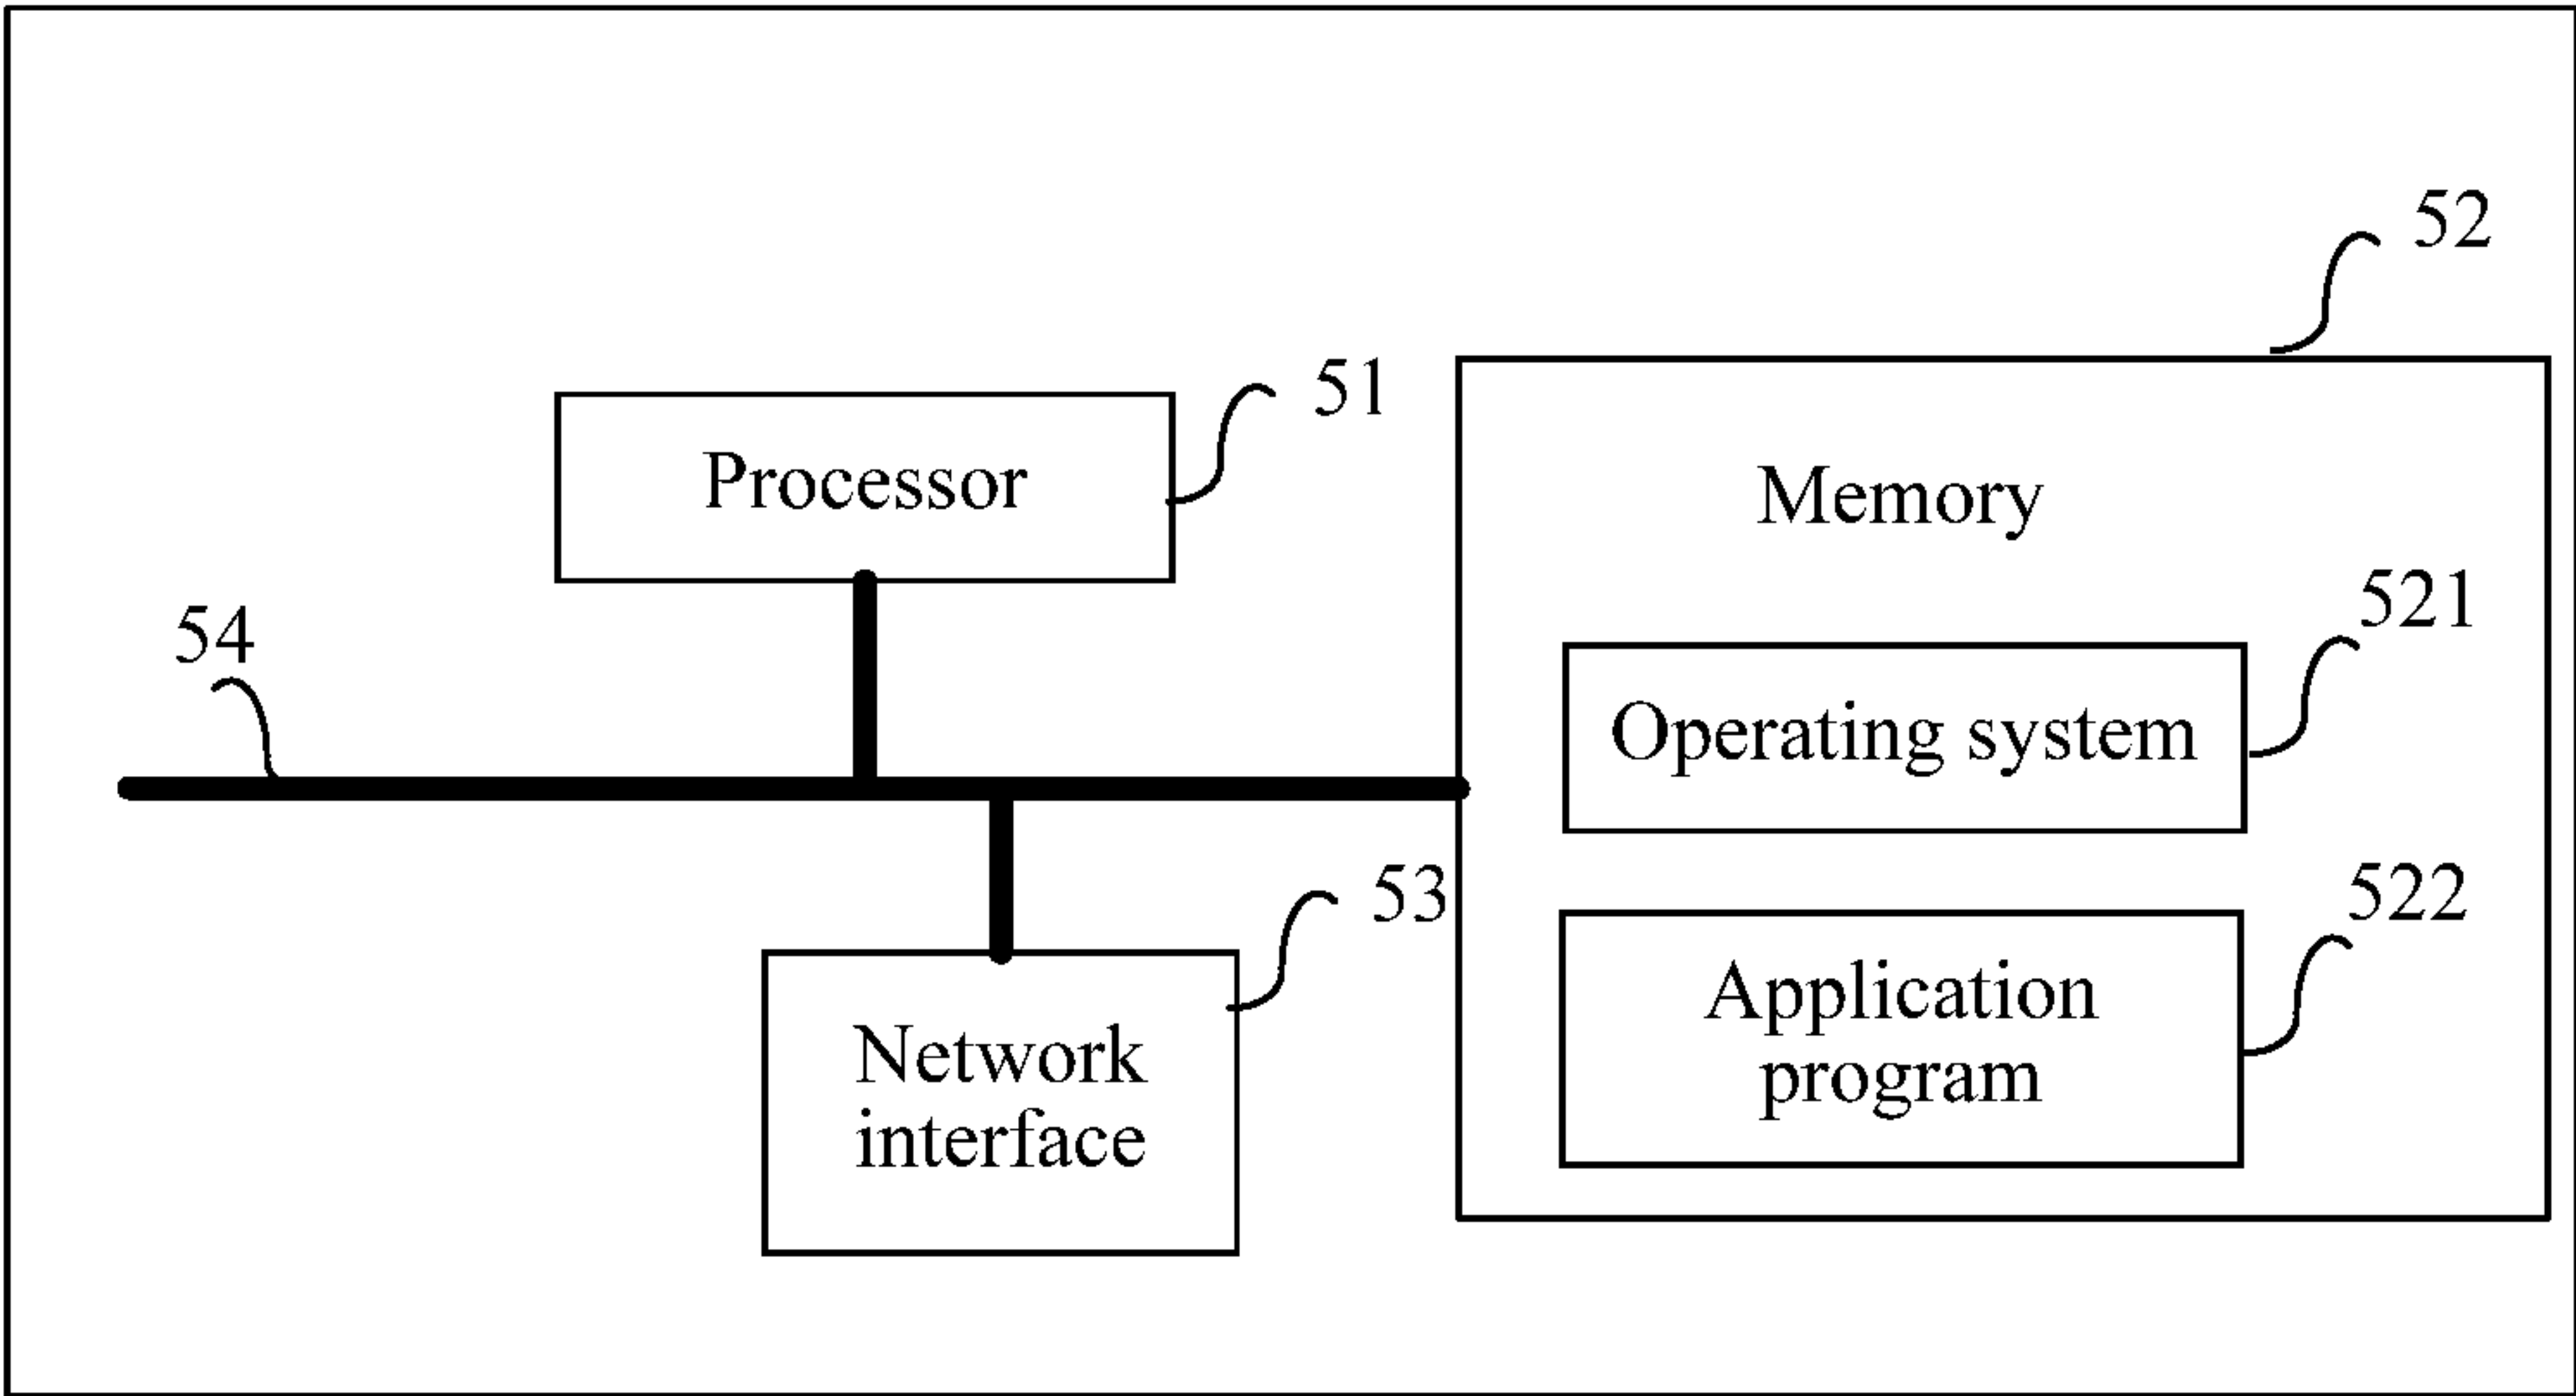 52
51
Processor
Memory
521
54
Operating system
53
522
Application
program
Network
interface